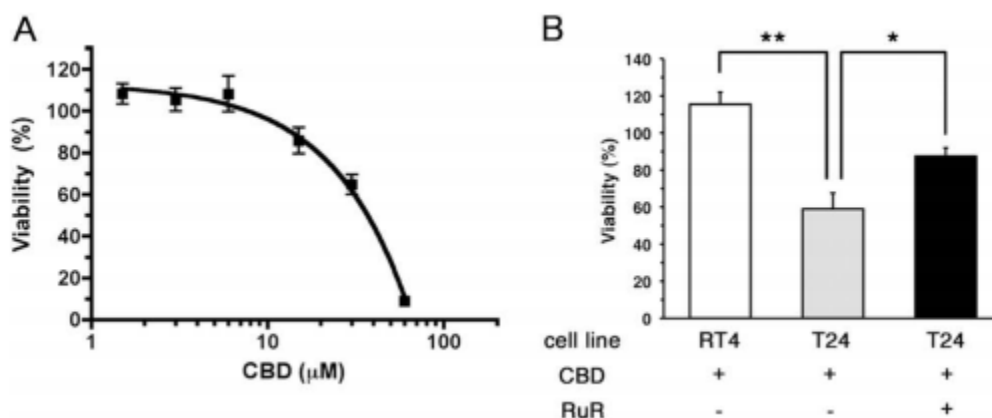 A
Viability (%)
120
100
80
60
40
20
0
1
10
100
CBD (μM)
B
**
*
Viability (%)
140
120
100
80
60
40
20
0
cell line RT4 T24 T24
CBD + + +
RuR - - +